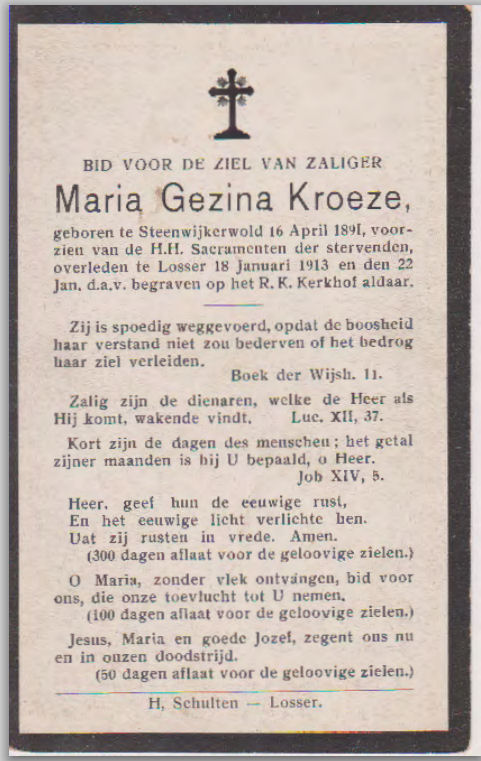 BID VOOR DE ZIEL VAN ZALIGER
Maria Gezina Kroeze,
geboren te Steenwijkerwold 16 April 1891, voor-
zien van de H.H. Sacramenten der stervenden,
overleden te Losser 18 Januari 1913 en den 22
Jan. d.a.v. begraven op het R. K. Kerkhof aldaar.
Zij is spoedig weggevoerd, opdat de boosheid
haar verstand niet zou bederven of het bedrog
haar ziel verleiden.
Boek der Wijsh. 11.
Zalig zijn de dienaren, welke de Heer als
Hij komt, wakende vindt. Luc. XII, 37.
Kort zijn de dagen des menschen; het getal
zijner maanden is bij U bepaald, o Heer.
Job XIV, 5.
Heer, geef hun de eeuwige rust,
En het eeuwige licht verlichte hen.
Dat zij rusten in vrede. Amen.
(300 dagen aflaat voor de geloovige zielen.)
O Maria, zonder vlek ontvangen, bid voor
ons, die onze toevlucht tot U nemen.
(100 dagen aflaat voor de geloovige zielen.)
Jesus, Maria en goede Jozef, zegent ons nu
en in onzen doodstrijd.
(50 dagen aflaat voor de geloovige zielen.)
H, Schulten — Losser.